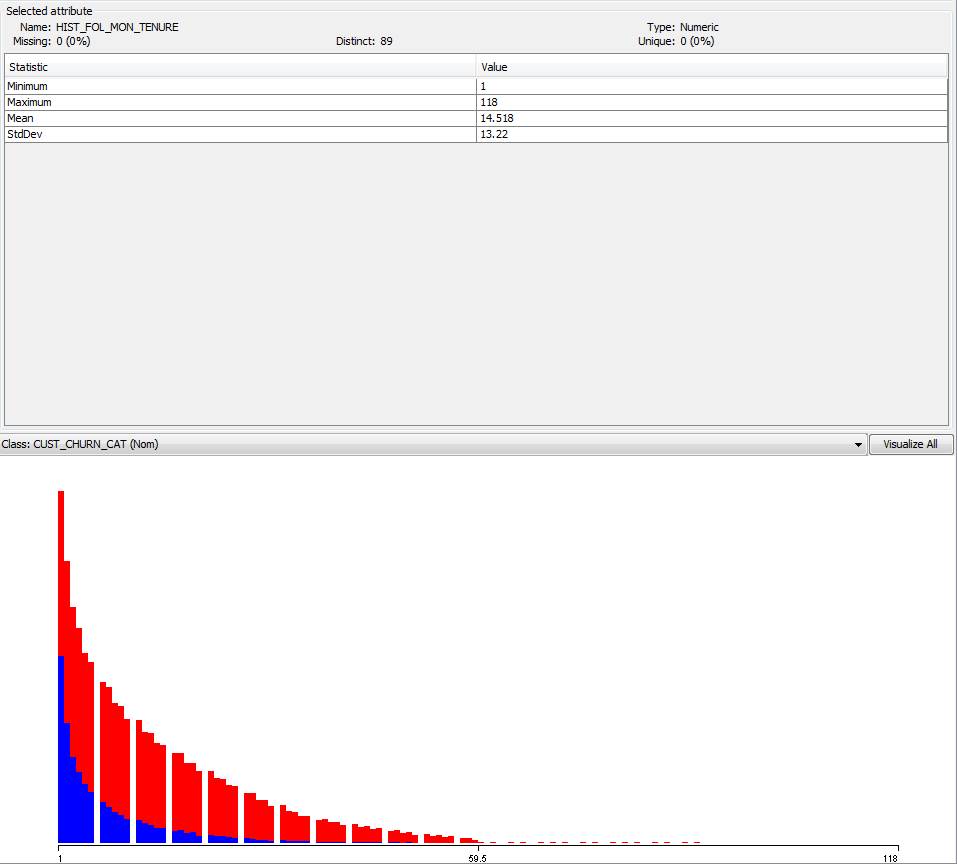 Selected attribute
Name: HIST_FOL_MON_TENURE Type: Numeric
Missing: 0 (0%) Distinct: 89 Unique: 0 (0%)
Statistic Value
Minimum 1
Maximum 118
Mean 14.518
StdDev 13.22
Class: CUST_CHURN_CAT (Nom) Visualize All
1 59.5 118